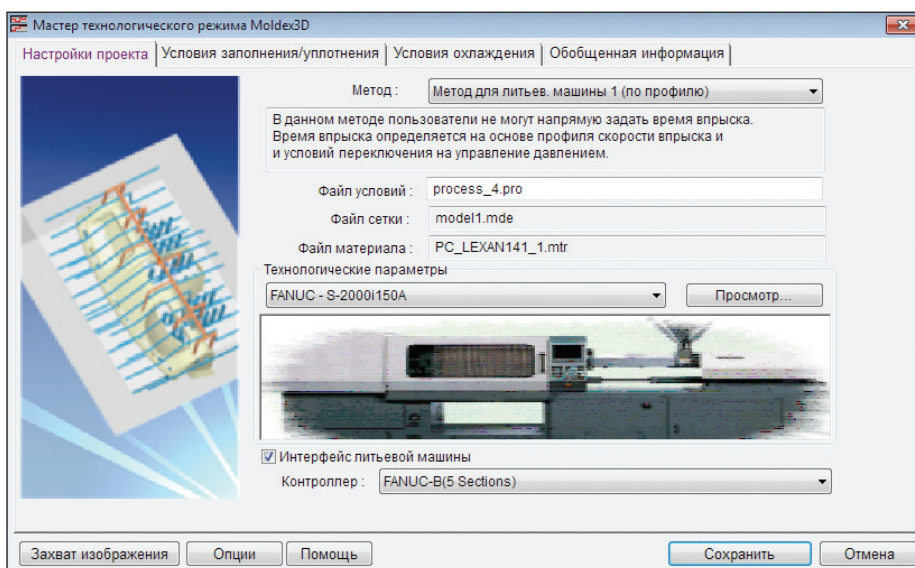 Мастер технологического режима Moldex3D
Настройки проекта
Условия заполнения/уплотнения
Условия охлаждения
Обобщенная информация
Метод :
Метод для литьев. машины 1 (по профилю)
В данном методе пользователи не могут напрямую задать время впрыска.
Время впрыска определяется на основе профиля скорости впрыска и
и условий переключения на управление давлением.
Файл условий :
process_4.pro
Файл сетки :
model1.mde
Файл материала :
PC_LEXAN141_1.mtr
Технологические параметры
FANUC - S-2000i150A
Просмотр...
Интерфейс литьевой машины
Контроллер :
FANUC-B(5 Sections)
Захват изображения
Опции
Помощь
Сохранить
Отмена